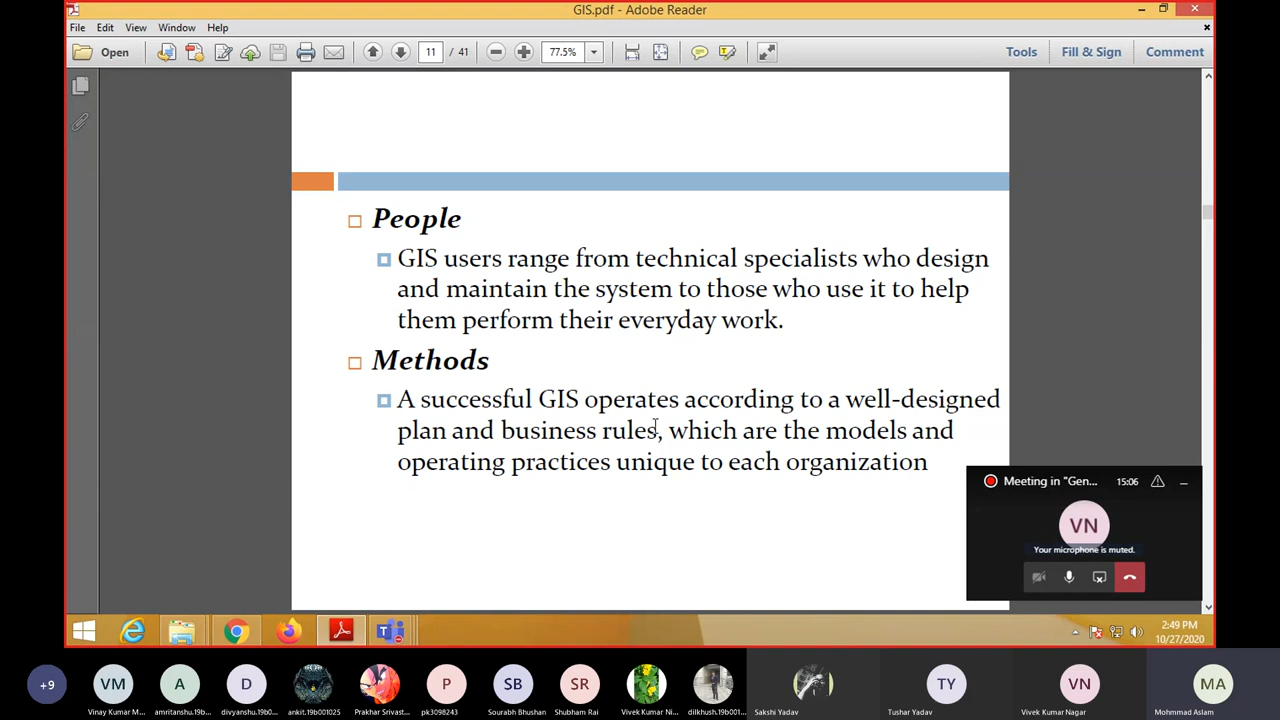 GIS.pdf - Adobe Reader
File Edit View Window Help
Open 11 / 41 77.5% Tools Fill & Sign Comment
People
GIS users range from technical specialists who design
and maintain the system to those who use it to help
them perform their everyday work.
Methods
A successful GIS operates according to a well-designed
plan and business rules, which are the models and
operating practices unique to each organization
Meeting in "Gen... 15:06
VN
Your microphone is muted.
2:49 PM
10/27/2020
+9 VM A D P SB SR TY VN MA
Vinay Kumar M... amritanshu.19b... divyanshu.19b0... ankit.19b001025 Prakhar Srivast... pk3098243 Sourabh Bhushan Shubham Rai Vivek Kumar Ni... dilkhush.19b001... Sakshi Yadav Tushar Yadav Vivek Kumar Nagar Mohmmad Aslam